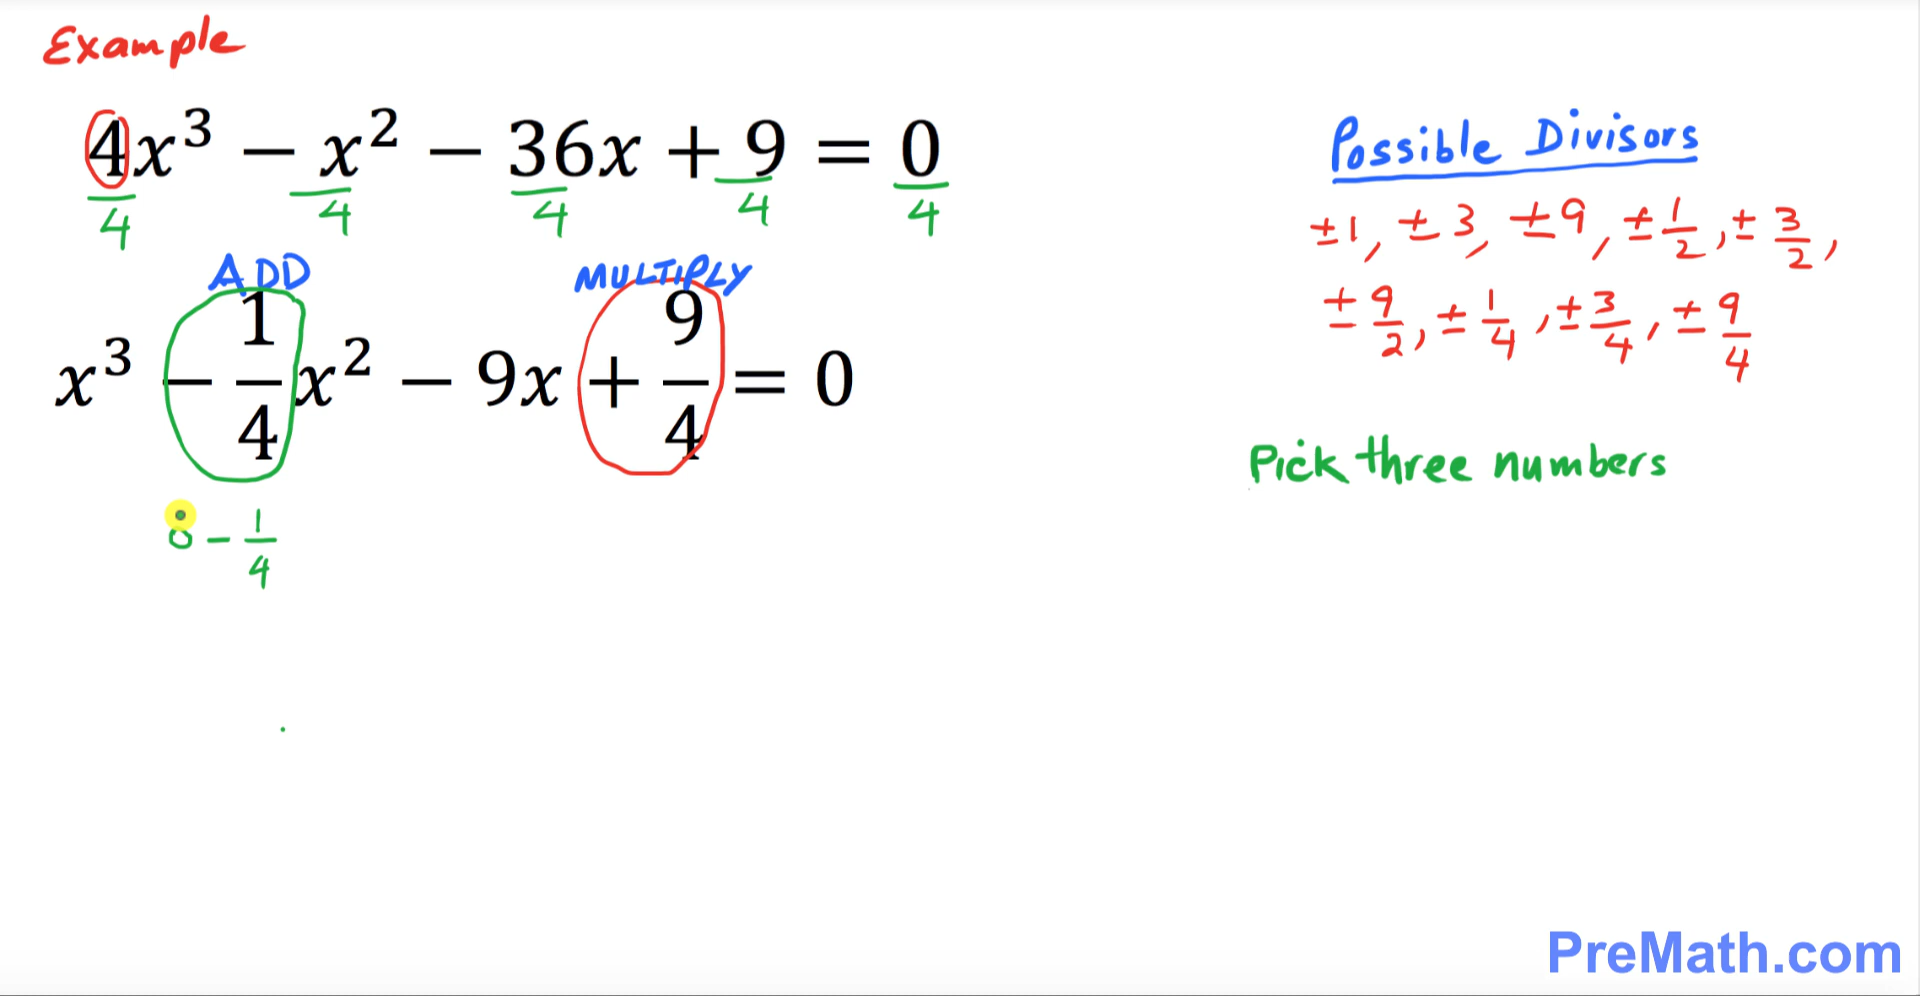 Example
4x³ − x² − 36x + 9 = 0
4 4 4 4 4
ADD MULTIPLY
x³ − 1/4 x² − 9x + 9/4 = 0
8 − 1/4
Possible Divisors
±1, ±3, ±9, ±1/2, ±3/2,
±9/2, ±1/4, ±3/4, ±9/4
Pick three numbers
PreMath.com